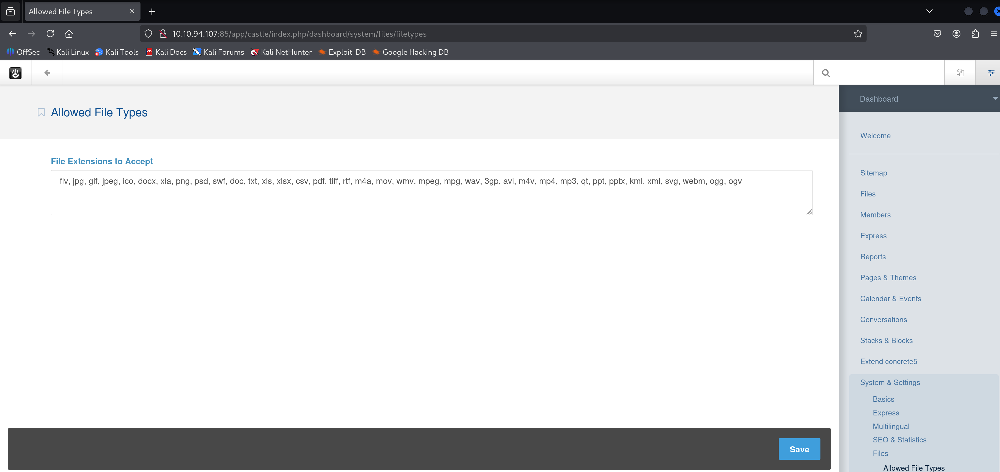 Allowed File Types
10.10.94.107:85/app/castle/index.php/dashboard/system/files/filetypes
OffSec Kali Linux Kali Tools Kali Docs Kali Forums Kali NetHunter Exploit-DB Google Hacking DB
Allowed File Types
File Extensions to Accept
flv, jpg, gif, jpeg, ico, docx, xla, png, psd, swf, doc, txt, xls, xlsx, csv, pdf, tiff, rtf, m4a, mov, wmv, mpeg, mpg, wav, 3gp, avi, m4v, mp4, mp3, qt, ppt, pptx, kml, xml, svg, webm, ogg, ogv
Save
Dashboard
Welcome
Sitemap
Files
Members
Express
Reports
Pages & Themes
Calendar & Events
Conversations
Stacks & Blocks
Extend concrete5
System & Settings
Basics
Express
Multilingual
SEO & Statistics
Files
Allowed File Types